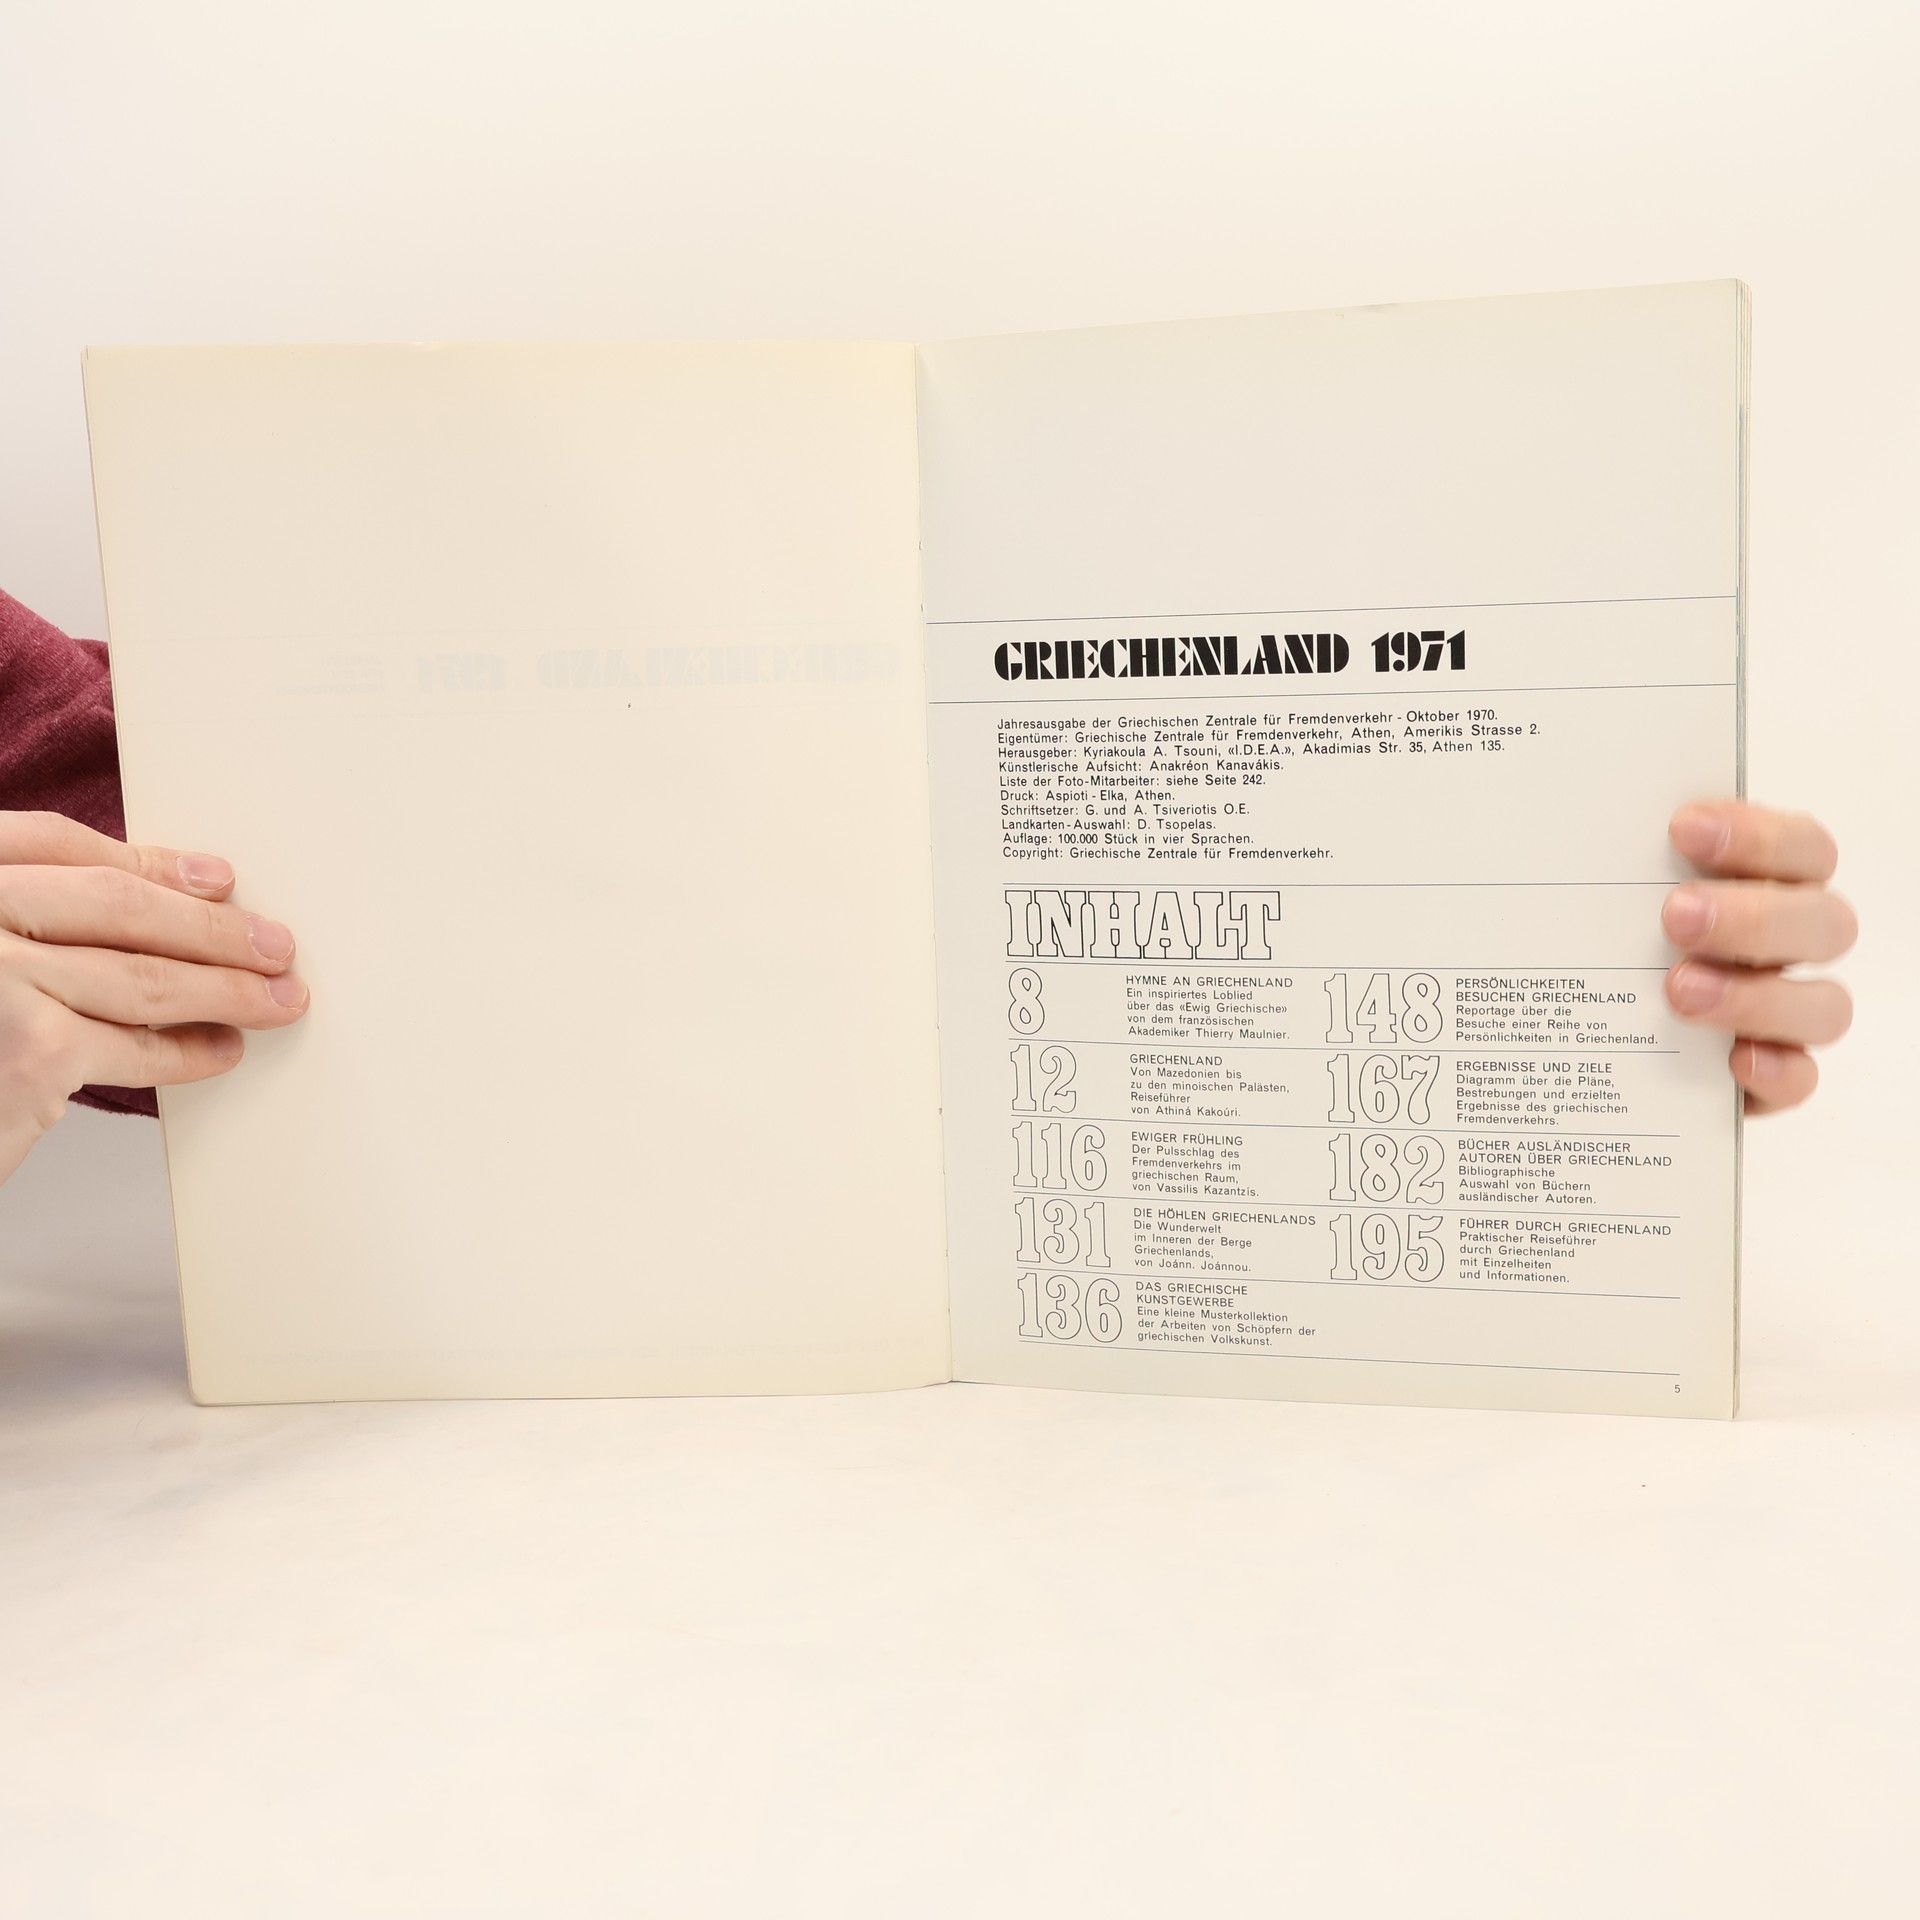 GRIECHENLAND 1971
Jahresausgabe der Griechischen Zentrale für Fremdenverkehr - Oktober 1970.
Eigentümer: Griechische Zentrale für Fremdenverkehr, Athen, Amerikis Strasse 2.
Herausgeber: Kyriakoula A. Tsouni, «I.D.E.A.», Akadimias Str. 35, Athen 135.
Künstlerische Aufsicht: Anakréon Kanavákis.
Liste der Foto-Mitarbeiter: siehe Seite 242.
Druck: Aspioti - Elka, Athen.
Schriftsetzer: G. und A. Tsiveriotis O.E.
Landkarten-Auswahl: D. Tsopelas.
Auflage: 100.000 Stück in vier Sprachen.
Copyright: Griechische Zentrale für Fremdenverkehr.
INHALT
8
HYMNE AN GRIECHENLAND
Ein inspiriertes Loblied
über das «Ewig Griechische»
von dem französischen
Akademiker Thierry Maulnier.
12
GRIECHENLAND
Von Mazedonien bis
zu den minoischen Palästen,
Reiseführer
von Athiná Kakoúri.
116
EWIGER FRÜHLING
Der Pulsschlag des
Fremdenverkehrs im
griechischen Raum,
von Vassilis Kazantzis.
131
DIE HÖHLEN GRIECHENLANDS
Die Wunderwelt
im Inneren der Berge
Griechenlands,
von Joánn. Joánnou.
136
DAS GRIECHISCHE
KUNSTGEWERBE
Eine kleine Musterkollektion
der Arbeiten von Schöpfern der
griechischen Volkskunst.
148
PERSÖNLICHKEITEN
BESUCHEN GRIECHENLAND
Reportage über die
Besuche einer Reihe von
Persönlichkeiten in Griechenland.
167
ERGEBNISSE UND ZIELE
Diagramm über die Pläne,
Bestrebungen und erzielten
Ergebnisse des griechischen
Fremdenverkehrs.
182
BÜCHER AUSLÄNDISCHER
AUTOREN ÜBER GRIECHENLAND
Bibliographische
Auswahl von Büchern
ausländischer Autoren.
195
FÜHRER DURCH GRIECHENLAND
Praktischer Reiseführer
durch Griechenland
mit Einzelheiten
und Informationen.
5